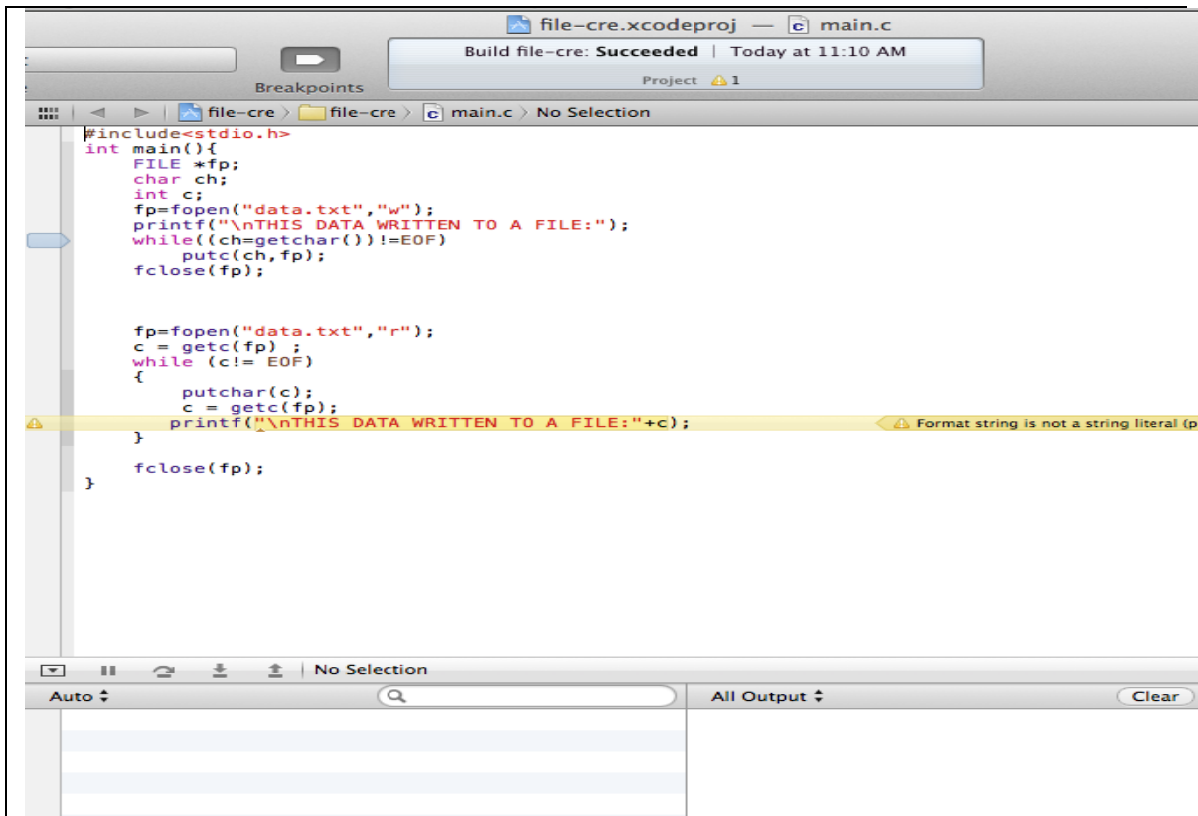 file-cre.xcodeproj — c main.c
Build file-cre: Succeeded | Today at 11:10 AM
Project 1
Breakpoints
file-cre > file-cre > c main.c > No Selection
#include<stdio.h>
int main(){
FILE *fp;
char ch;
int c;
fp=fopen("data.txt","w");
printf("\nTHIS DATA WRITTEN TO A FILE:");
while((ch=getchar())!=EOF)
putc(ch,fp);
fclose(fp);
fp=fopen("data.txt","r");
c = getc(fp) ;
while (c!= EOF)
{
putchar(c);
c = getc(fp);
printf("\nTHIS DATA WRITTEN TO A FILE:"+c);
Format string is not a string literal (p
}
fclose(fp);
}
No Selection
Auto
All Output
Clear